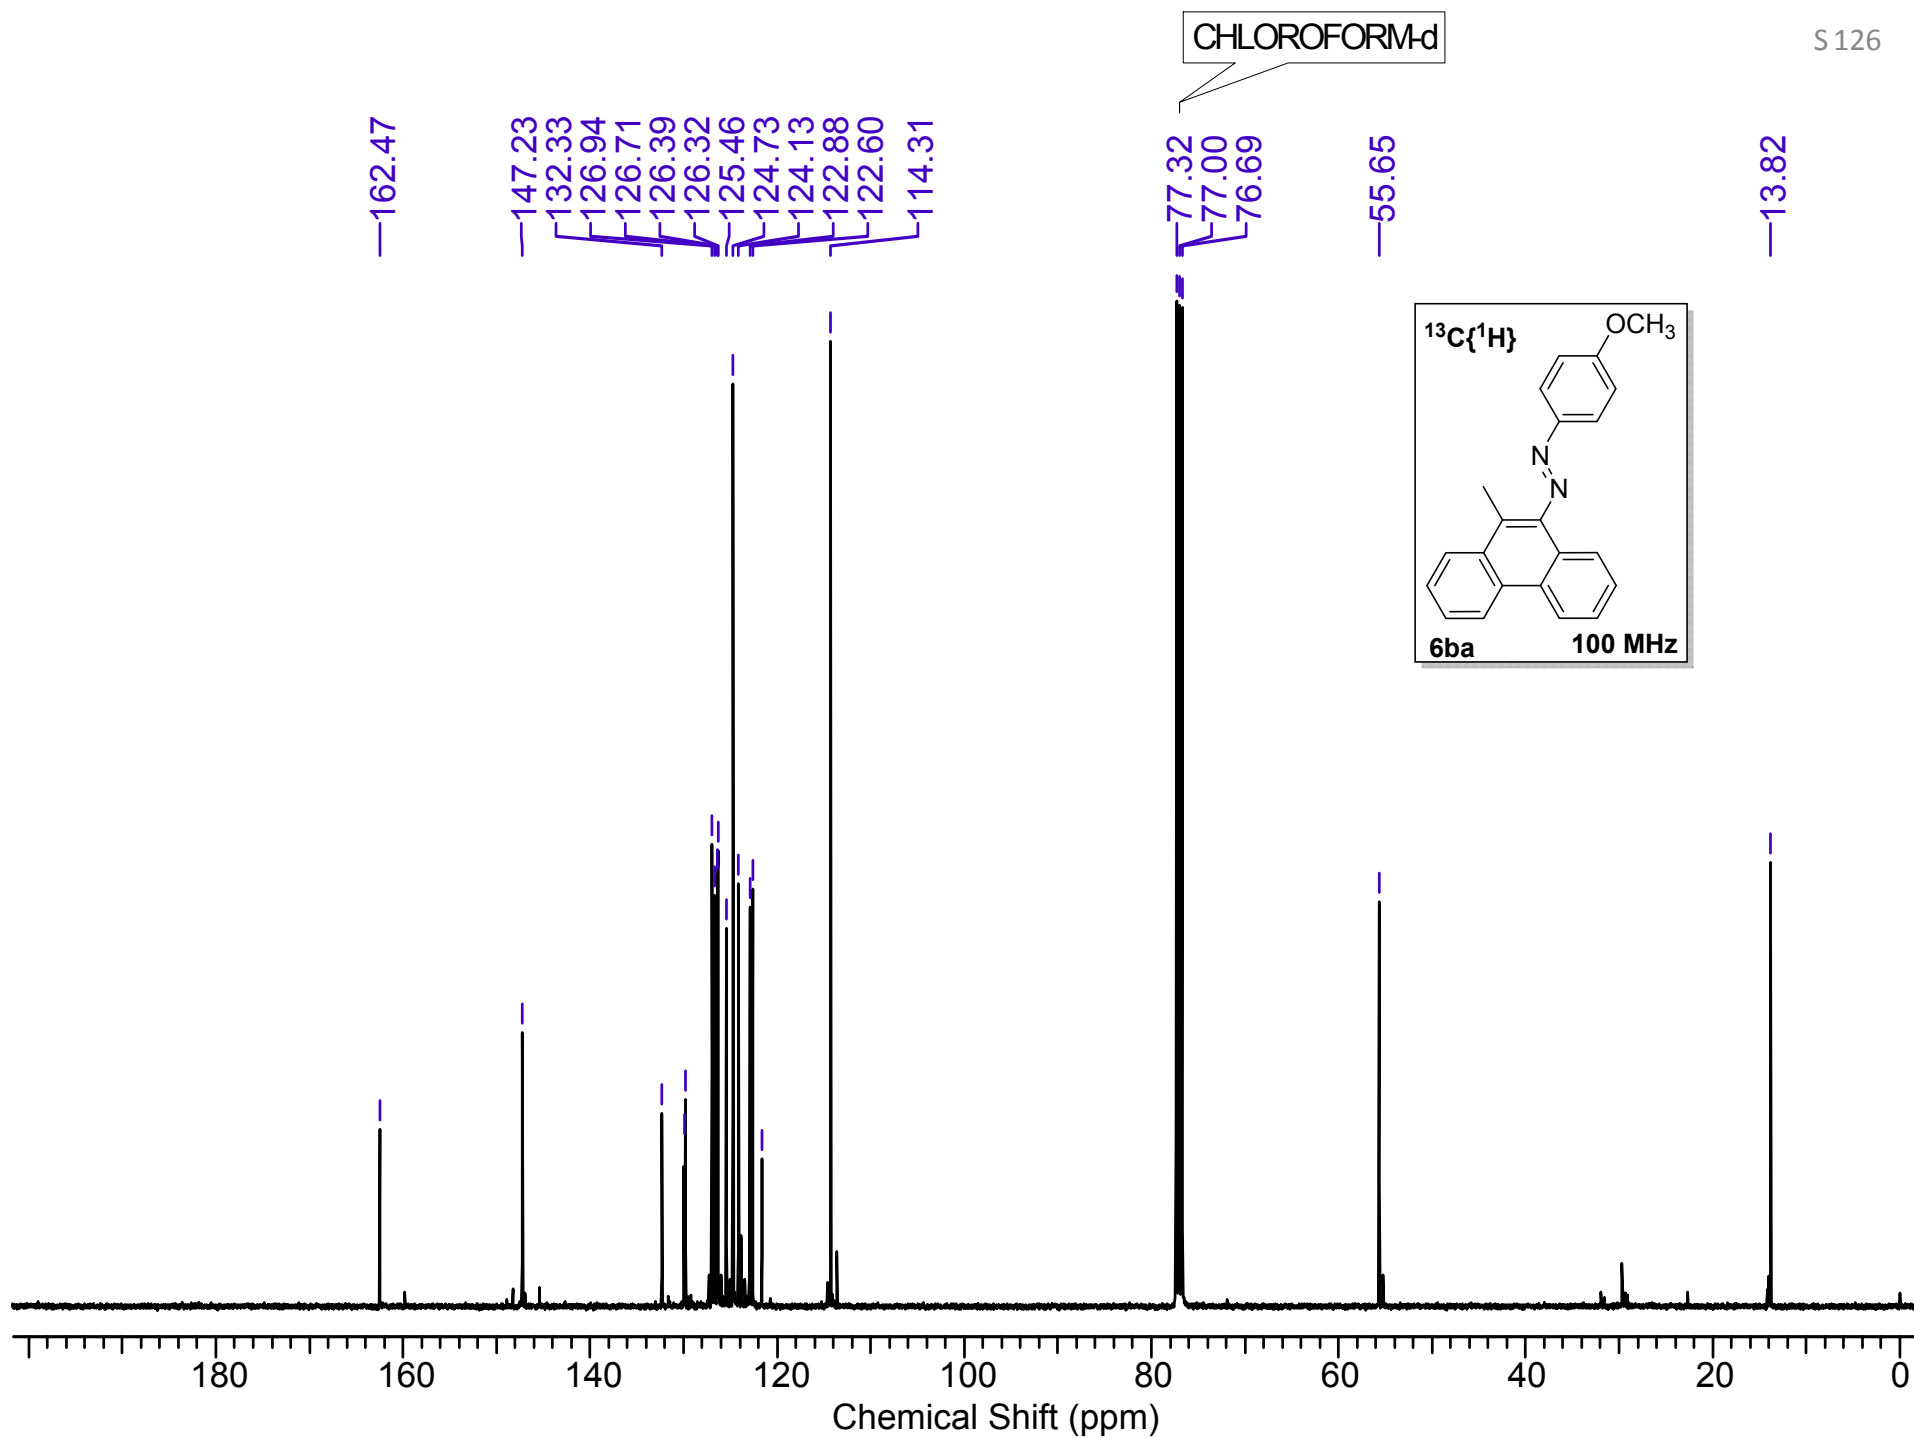 CHLOROFORM-d
S 126
162.47
147.23
132.33
126.94
126.71
126.39
126.32
125.46
124.73
124.13
122.88
122.60
114.31
77.32
77.00
76.69
55.65
13.82
¹³C{¹H}
OCH₃
N
N
6ba 100 MHz
180 160 140 120 100 80 60 40 20 0
Chemical Shift (ppm)